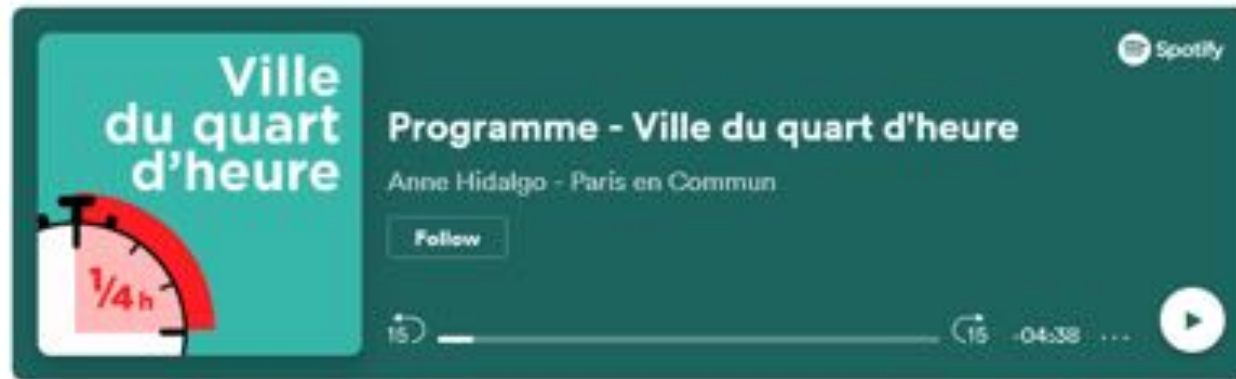 Ville
du quart
d'heure
1/4 h
Spotify
Programme - Ville du quart d'heure
Anne Hidalgo - Paris en Commun
Follow
15
15
-04:38
...